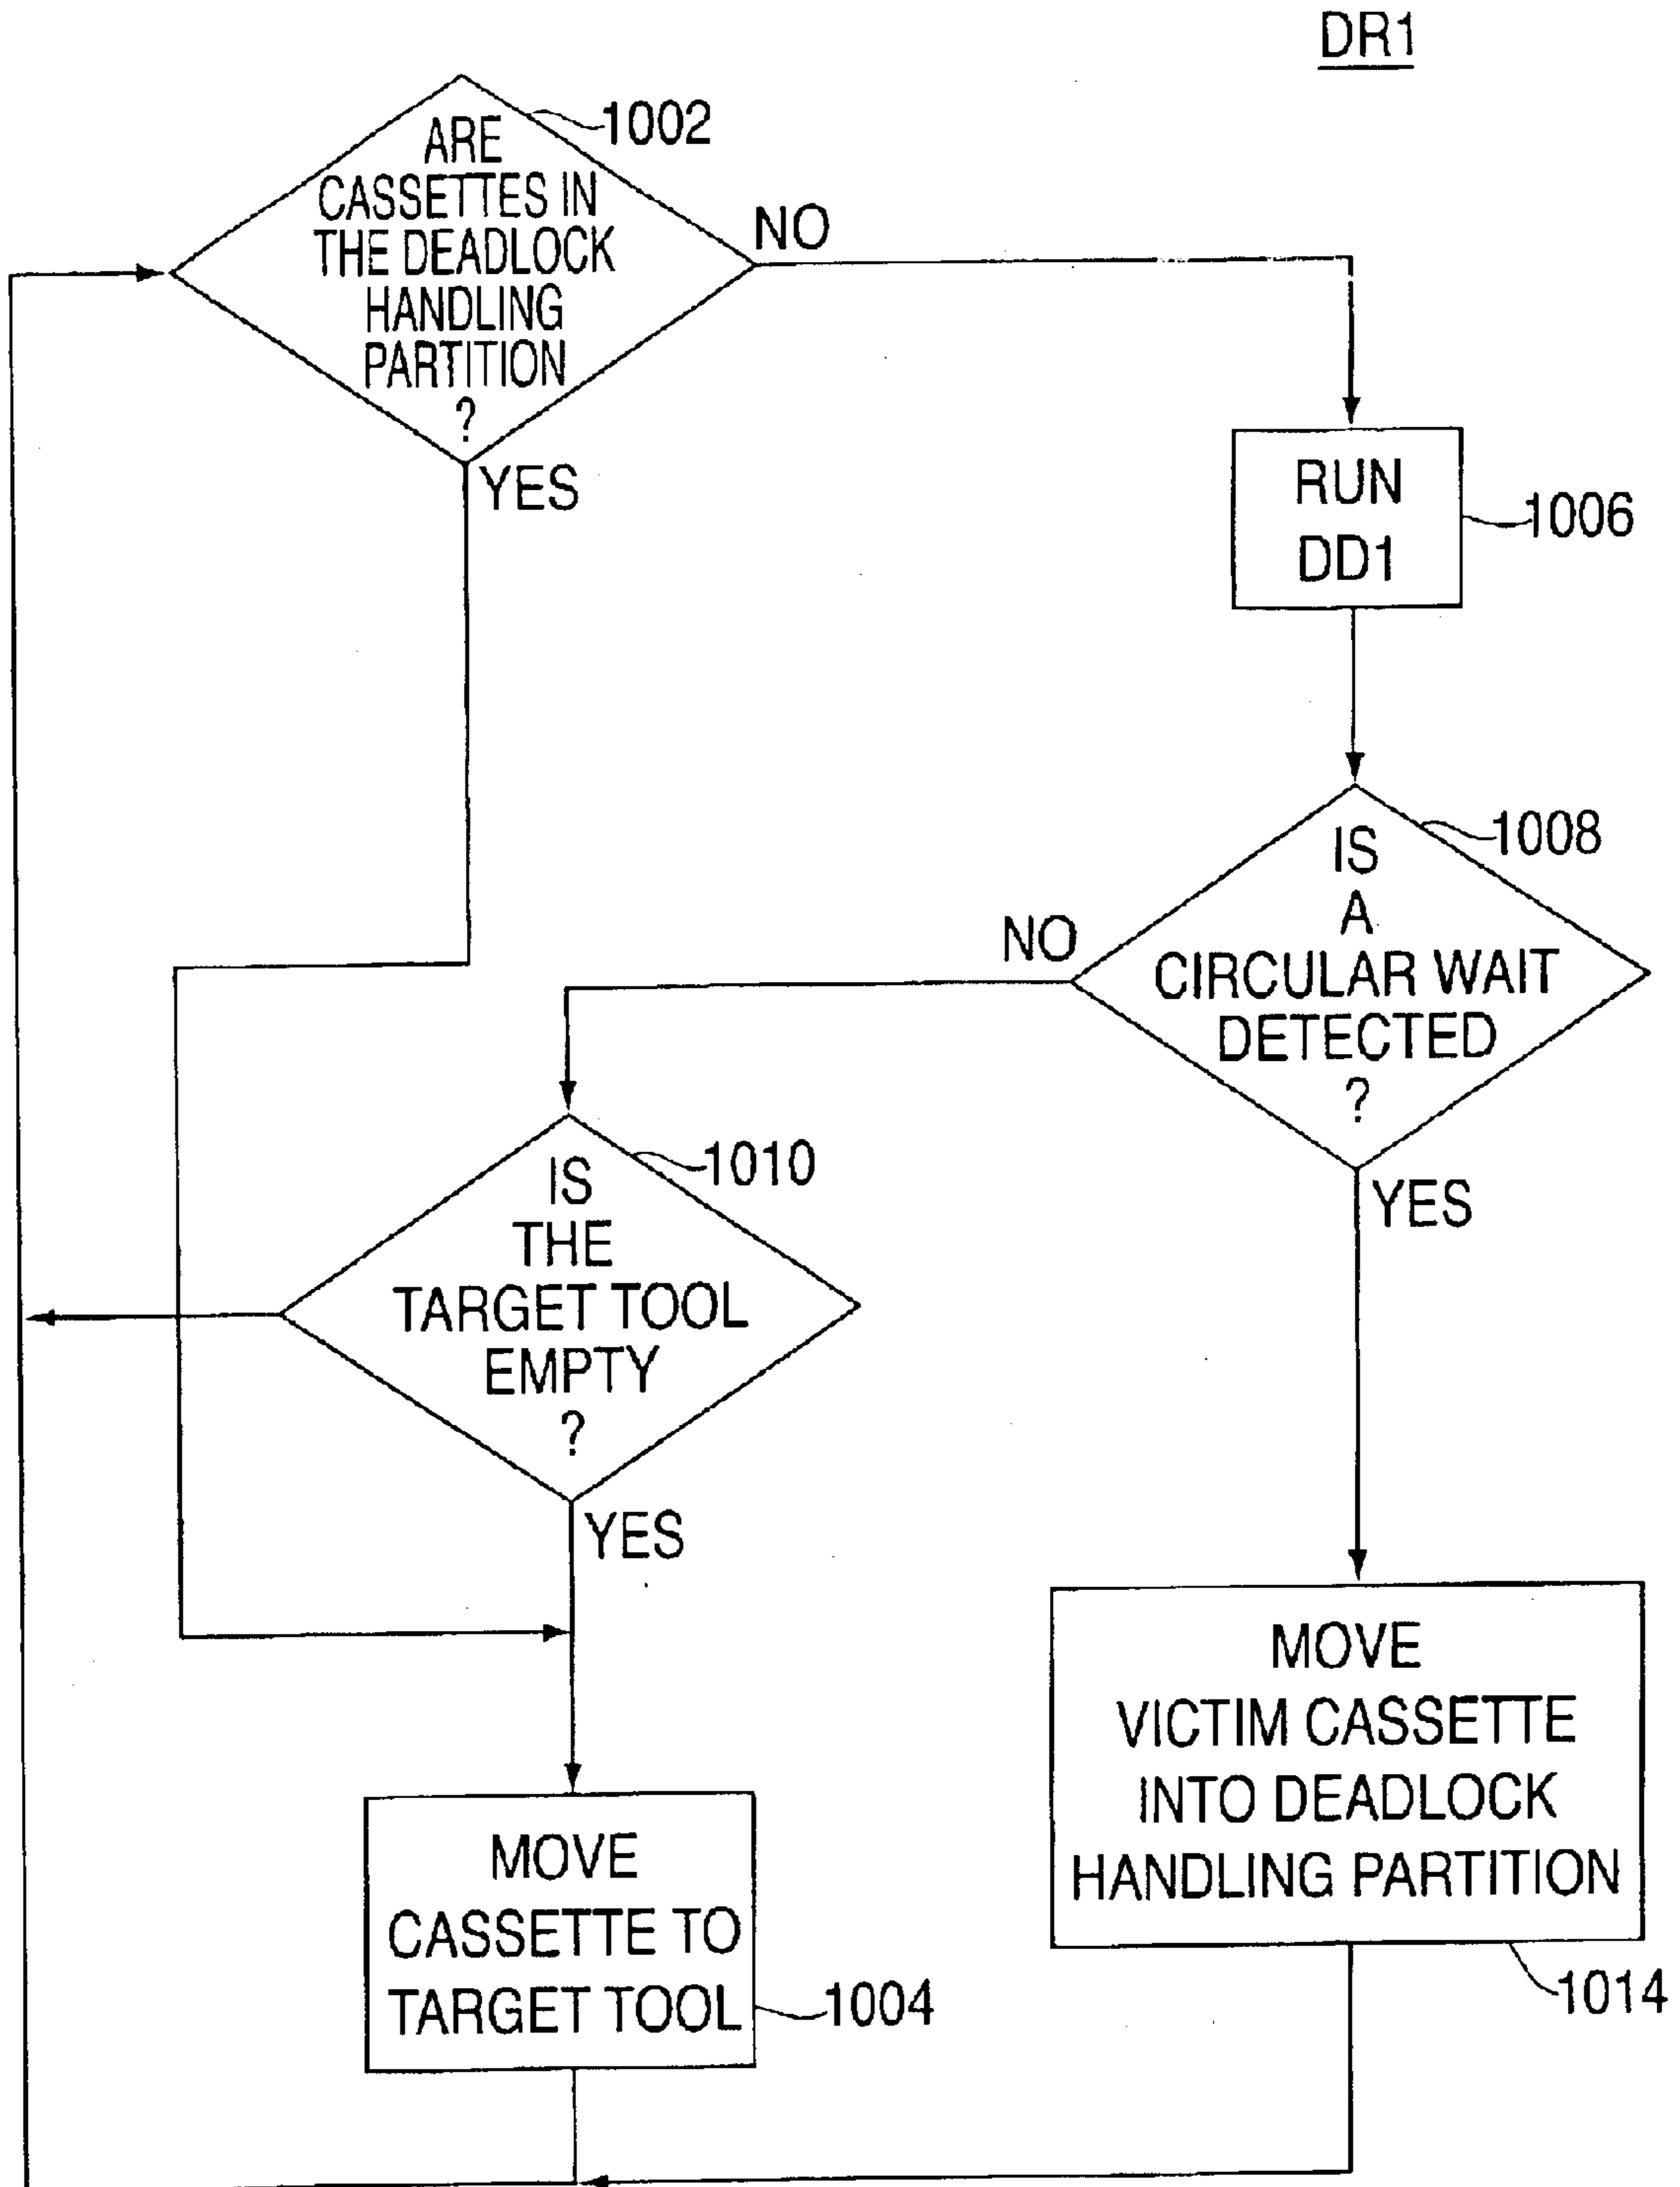 DR1
1002
ARE
CASSETTES IN
THE DEADLOCK
HANDLING
PARTITION
?
NO
YES
RUN
DD1
1006
1008
IS
A
CIRCULAR WAIT
DETECTED
?
NO
YES
1010
IS
THE
TARGET TOOL
EMPTY
?
YES
MOVE
VICTIM CASSETTE
INTO DEADLOCK
HANDLING PARTITION
1014
MOVE
CASSETTE TO
TARGET TOOL
1004